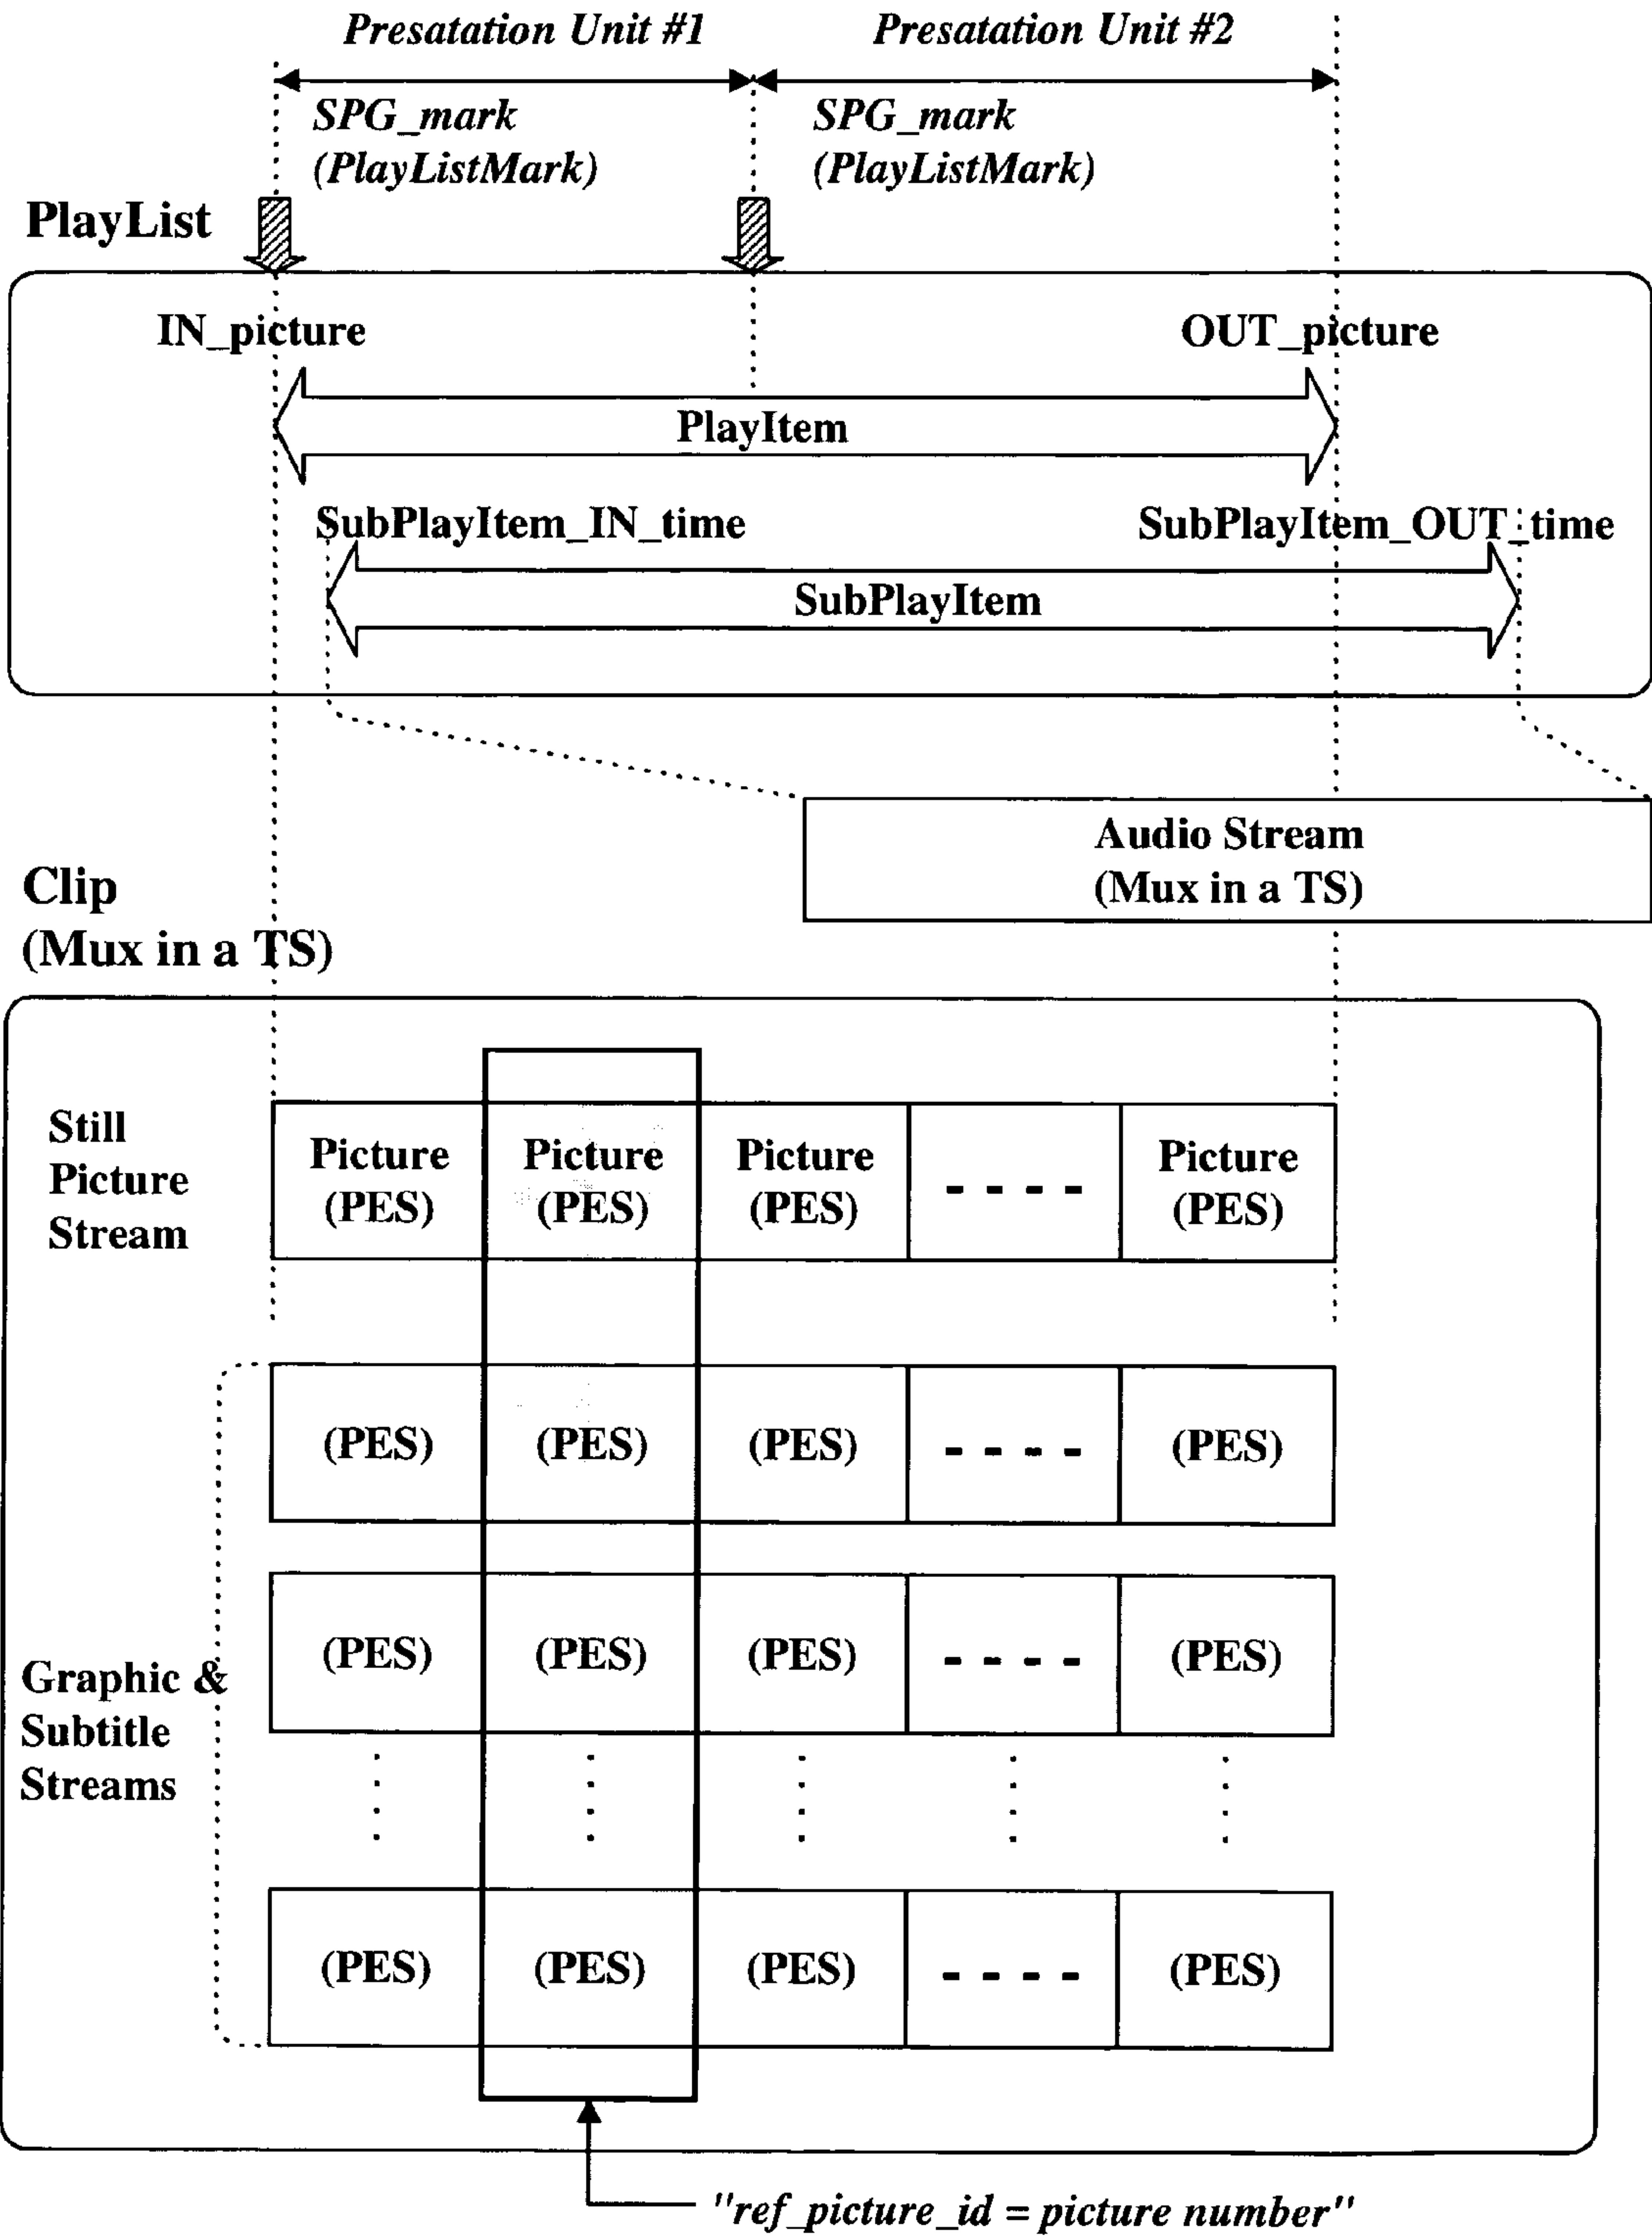 Presatation Unit #1
Presatation Unit #2
SPG_mark
(PlayListMark)
SPG_mark
(PlayListMark)
PlayList
IN_picture
OUT_picture
PlayItem
SubPlayItem_IN_time
SubPlayItem_OUT_time
SubPlayItem
Audio Stream
(Mux in a TS)
Clip
(Mux in a TS)
Still
Picture
Stream
Picture
(PES)
Picture
(PES)
Picture
(PES)
- - - -
Picture
(PES)
(PES)
(PES)
(PES)
- - - -
(PES)
(PES)
(PES)
(PES)
- - - -
(PES)
Graphic &
Subtitle
Streams
(PES)
(PES)
(PES)
- - - -
(PES)
"ref_picture_id = picture number"